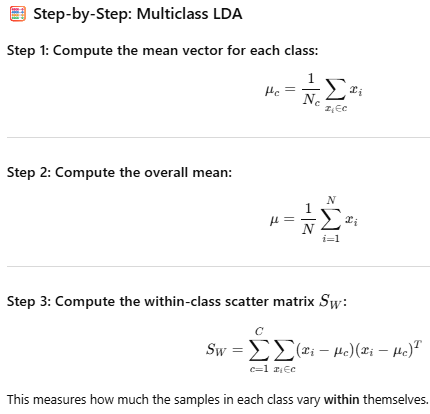 🧮 Step-by-Step: Multiclass LDA
Step 1: Compute the mean vector for each class:
$\mu_c = \frac{1}{N_c} \sum_{x_i \in c} x_i$
Step 2: Compute the overall mean:
$\mu = \frac{1}{N} \sum_{i=1}^{N} x_i$
Step 3: Compute the within-class scatter matrix $S_W$:
$S_W = \sum_{c=1}^{C} \sum_{x_i \in c} (x_i - \mu_c)(x_i - \mu_c)^T$
This measures how much the samples in each class vary within themselves.